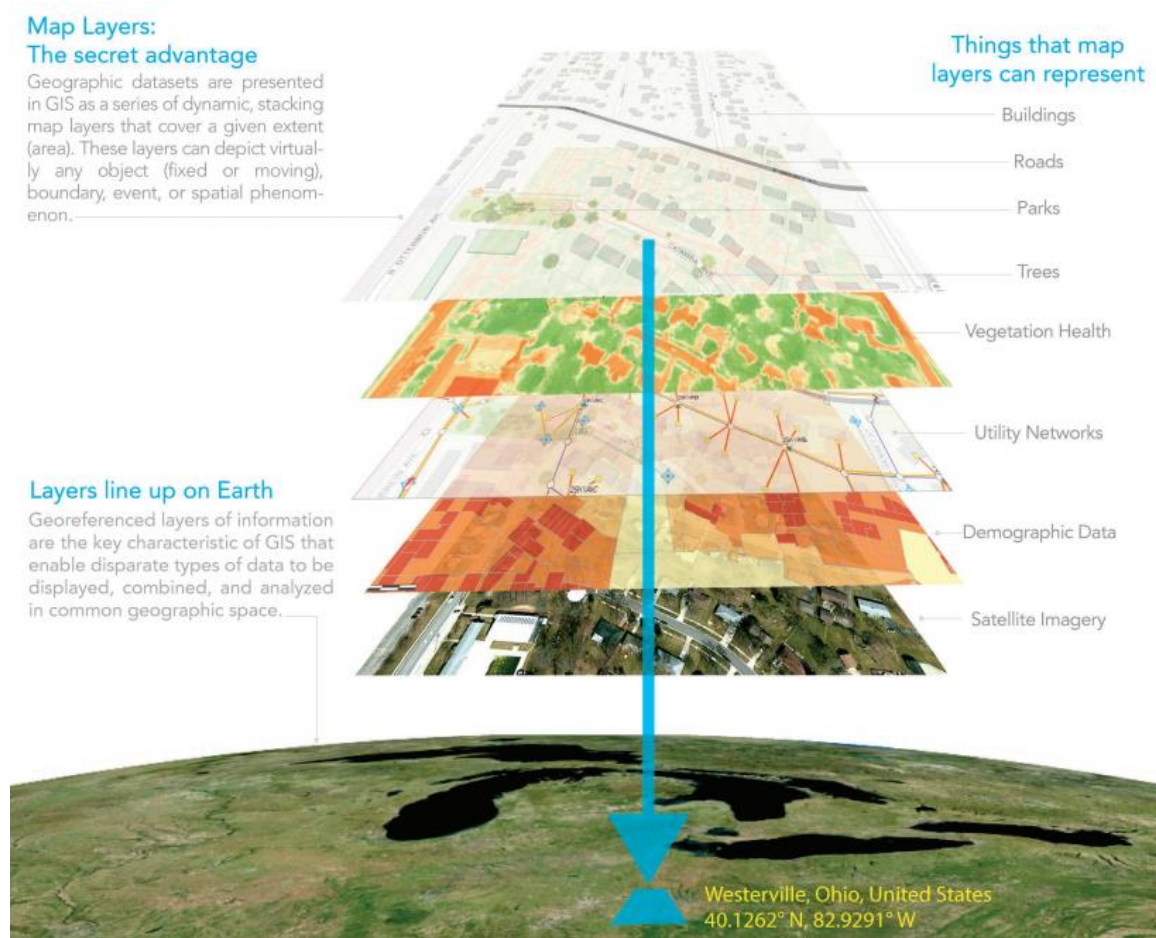 Map Layers:
The secret advantage
Geographic datasets are presented
in GIS as a series of dynamic, stacking
map layers that cover a given extent
(area). These layers can depict virtual-
ly any object (fixed or moving),
boundary, event, or spatial phenom-
enon.
Things that map
layers can represent
Buildings
Roads
Parks
Trees
Vegetation Health
Utility Networks
Demographic Data
Satellite Imagery
Layers line up on Earth
Georeferenced layers of information
are the key characteristic of GIS that
enable disparate types of data to be
displayed, combined, and analyzed
in common geographic space.
Westerville, Ohio, United States
40.1262° N, 82.9291° W